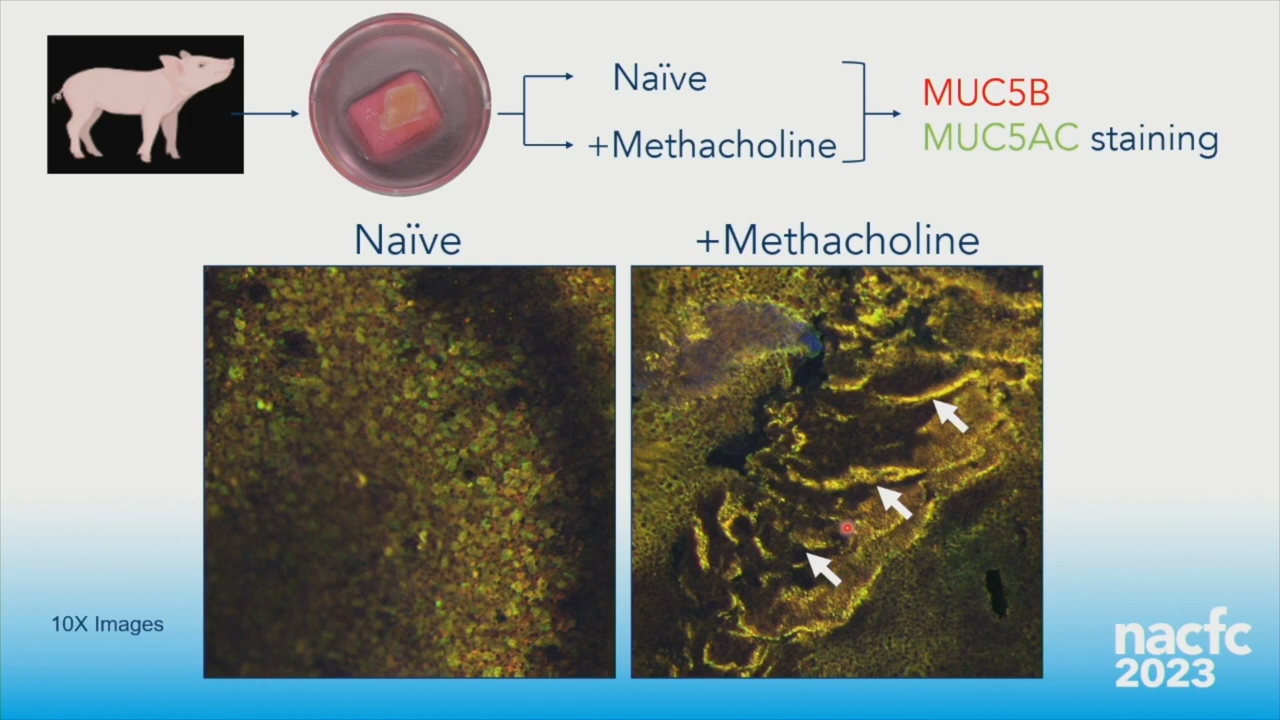 Naïve
+Methacholine
MUC5B
MUC5AC staining
Naïve
+Methacholine
10X Images
nacfc
2023